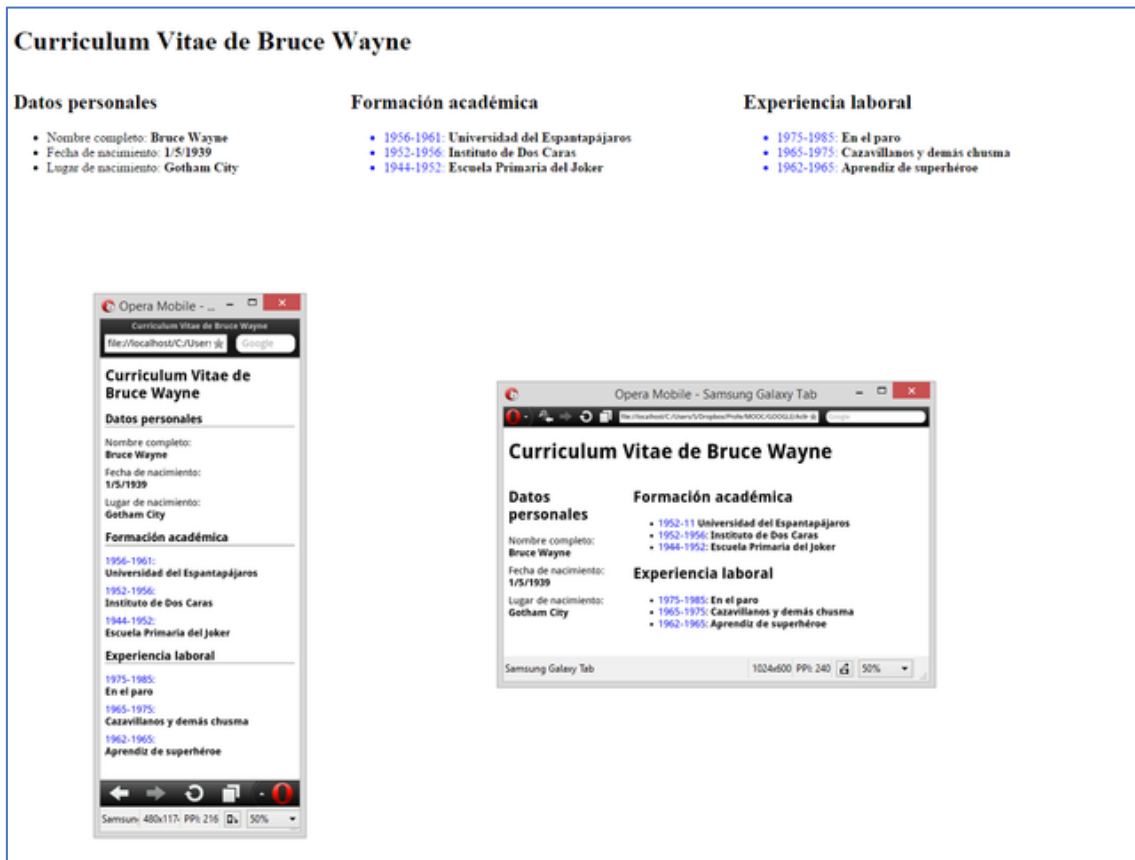 Curriculum Vitae de Bruce Wayne
Datos personales
Nombre completo: Bruce Wayne
Fecha de nacimiento: 1/5/1939
Lugar de nacimiento: Gotham City
Formación académica
1956-1961: Universidad del Espantapájaros
1952-1956: Instituto de Dos Caras
1944-1952: Escuela Primaria del Joker
Experiencia laboral
1975-1985: En el paro
1965-1975: Cazavillanos y demás chusma
1962-1965: Aprendiz de superhéroe
Opera Mobile - ...
Curriculum Vitae de Bruce Wayne
file://localhost/C:/User:
Google
Curriculum Vitae de
Bruce Wayne
Datos personales
Nombre completo:
Bruce Wayne
Fecha de nacimiento:
1/5/1939
Lugar de nacimiento:
Gotham City
Formación académica
1956-1961:
Universidad del Espantapájaros
1952-1956:
Instituto de Dos Caras
1944-1952:
Escuela Primaria del Joker
Experiencia laboral
1975-1985:
En el paro
1965-1975:
Cazavillanos y demás chusma
1962-1965:
Aprendiz de superhéroe
Samsun 480x117 PPI: 216 50%
Opera Mobile - Samsung Galaxy Tab
Google
Curriculum Vitae de Bruce Wayne
Datos
personales
Nombre completo:
Bruce Wayne
Fecha de nacimiento:
1/5/1939
Lugar de nacimiento:
Gotham City
Formación académica
1952-11 Universidad del Espantapájaros
1952-1956: Instituto de Dos Caras
1944-1952: Escuela Primaria del Joker
Experiencia laboral
1975-1985: En el paro
1965-1975: Cazavillanos y demás chusma
1962-1965: Aprendiz de superhéroe
Samsung Galaxy Tab 1024x600 PPI: 240 50%